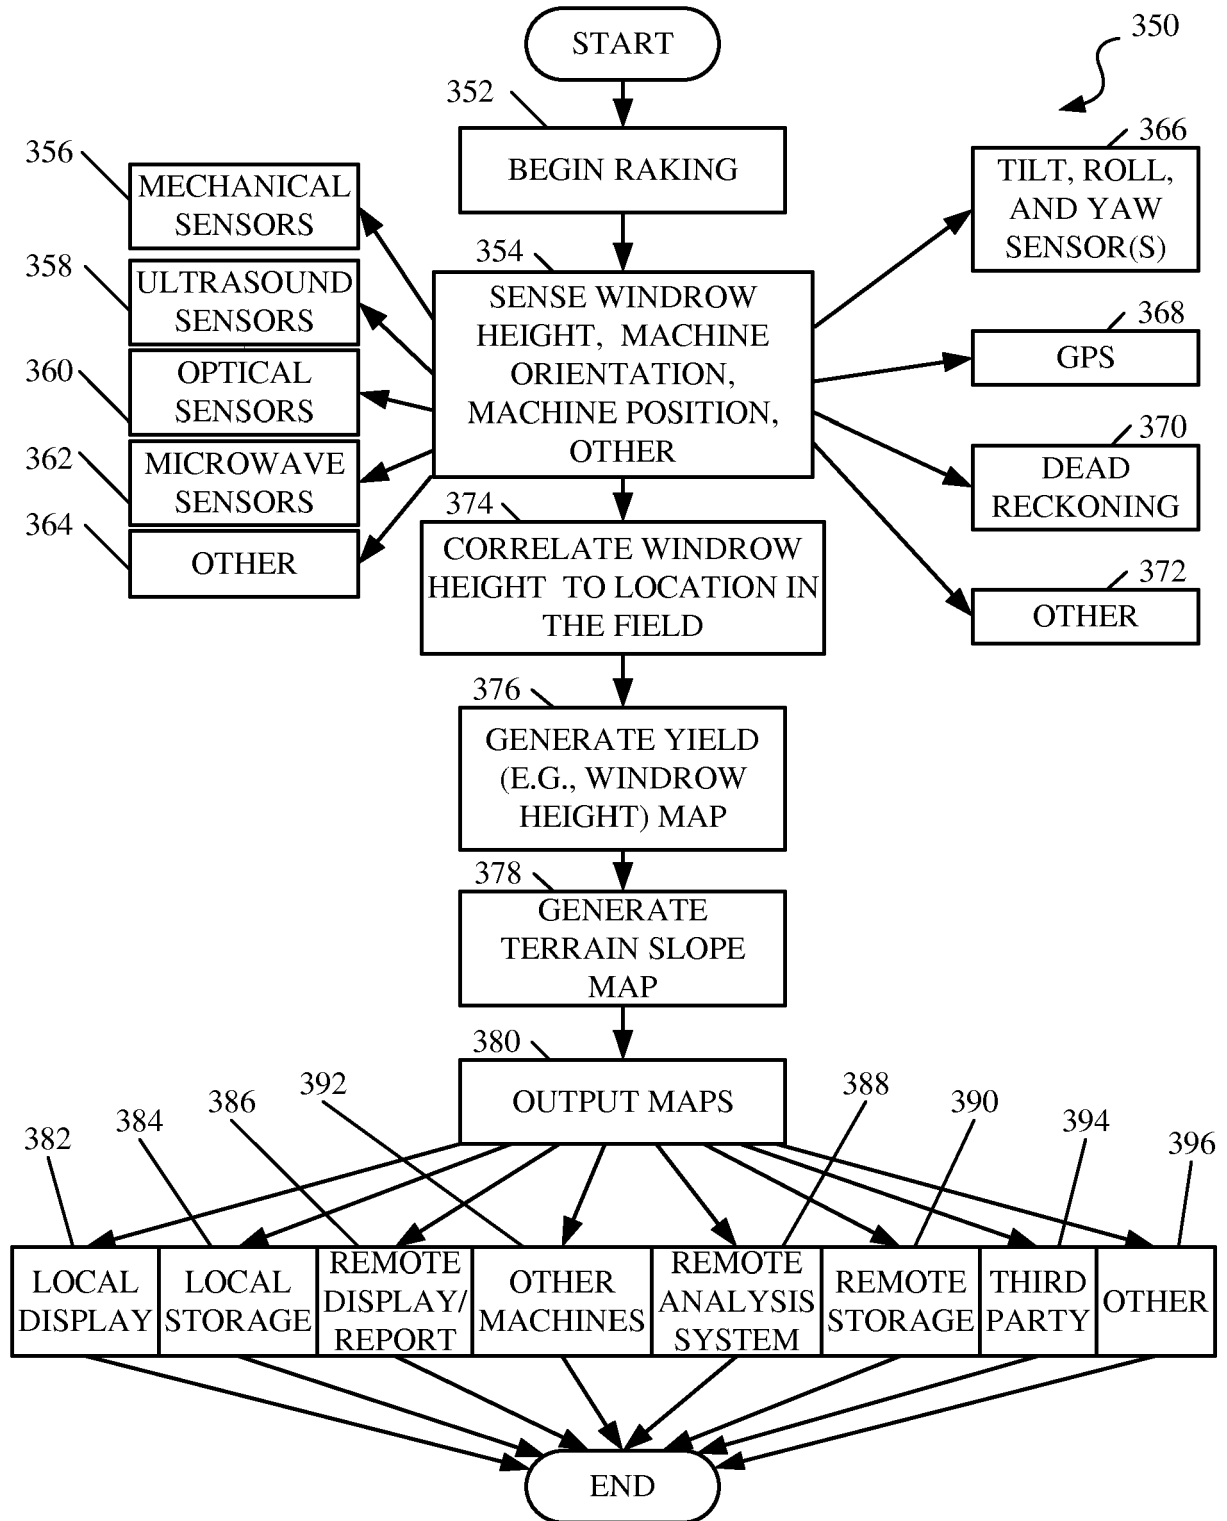 START
350
352
BEGIN RAKING
356
MECHANICAL
SENSORS
366
TILT, ROLL,
AND YAW
SENSOR(S)
354
SENSE WINDROW
HEIGHT, MACHINE
ORIENTATION,
MACHINE POSITION,
OTHER
358
ULTRASOUND
SENSORS
368
GPS
360
OPTICAL
SENSORS
370
DEAD
RECKONING
362
MICROWAVE
SENSORS
364
OTHER
372
OTHER
374
CORRELATE WINDROW
HEIGHT TO LOCATION IN
THE FIELD
376
GENERATE YIELD
(E.G., WINDROW
HEIGHT) MAP
378
GENERATE
TERRAIN SLOPE
MAP
380
OUTPUT MAPS
382
384
386
392
388
390
394
396
LOCAL
DISPLAY
LOCAL
STORAGE
REMOTE
DISPLAY/
REPORT
OTHER
MACHINES
REMOTE
ANALYSIS
SYSTEM
REMOTE
STORAGE
THIRD
PARTY
OTHER
END